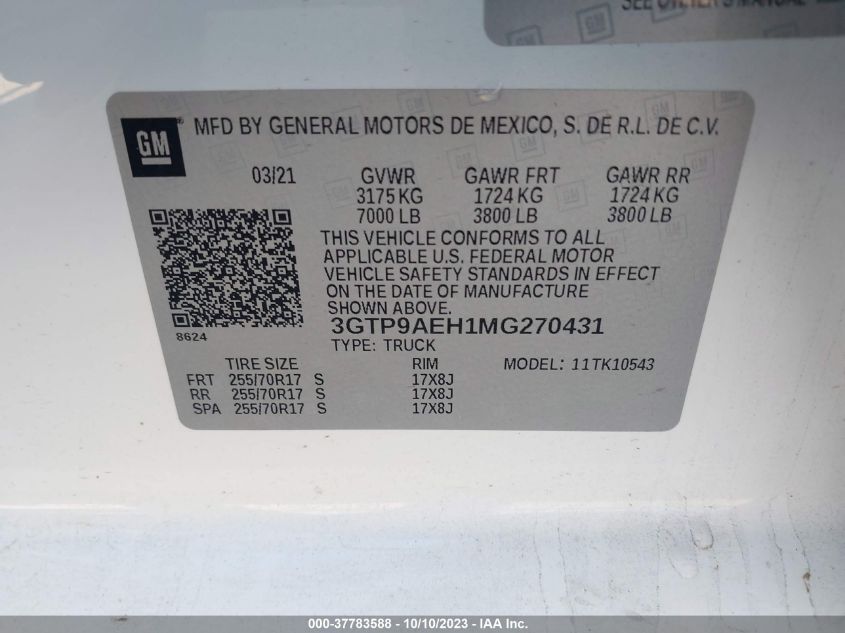 GM
SEE OWNER'S MANUAL
GM ® MFD BY GENERAL MOTORS DE MEXICO, S. DE R.L. DE C.V.
03/21 GVWR GAWR FRT GAWR RR
3175 KG 1724 KG 1724 KG
7000 LB 3800 LB 3800 LB
THIS VEHICLE CONFORMS TO ALL
APPLICABLE U.S. FEDERAL MOTOR
VEHICLE SAFETY STANDARDS IN EFFECT
ON THE DATE OF MANUFACTURE
SHOWN ABOVE.
3GTP9AEH1MG270431
8624
TYPE: TRUCK
TIRE SIZE RIM MODEL: 11TK10543
FRT 255/70R17 S 17X8J
RR 255/70R17 S 17X8J
SPA 255/70R17 S 17X8J
000-37783588 - 10/10/2023 - IAA Inc.